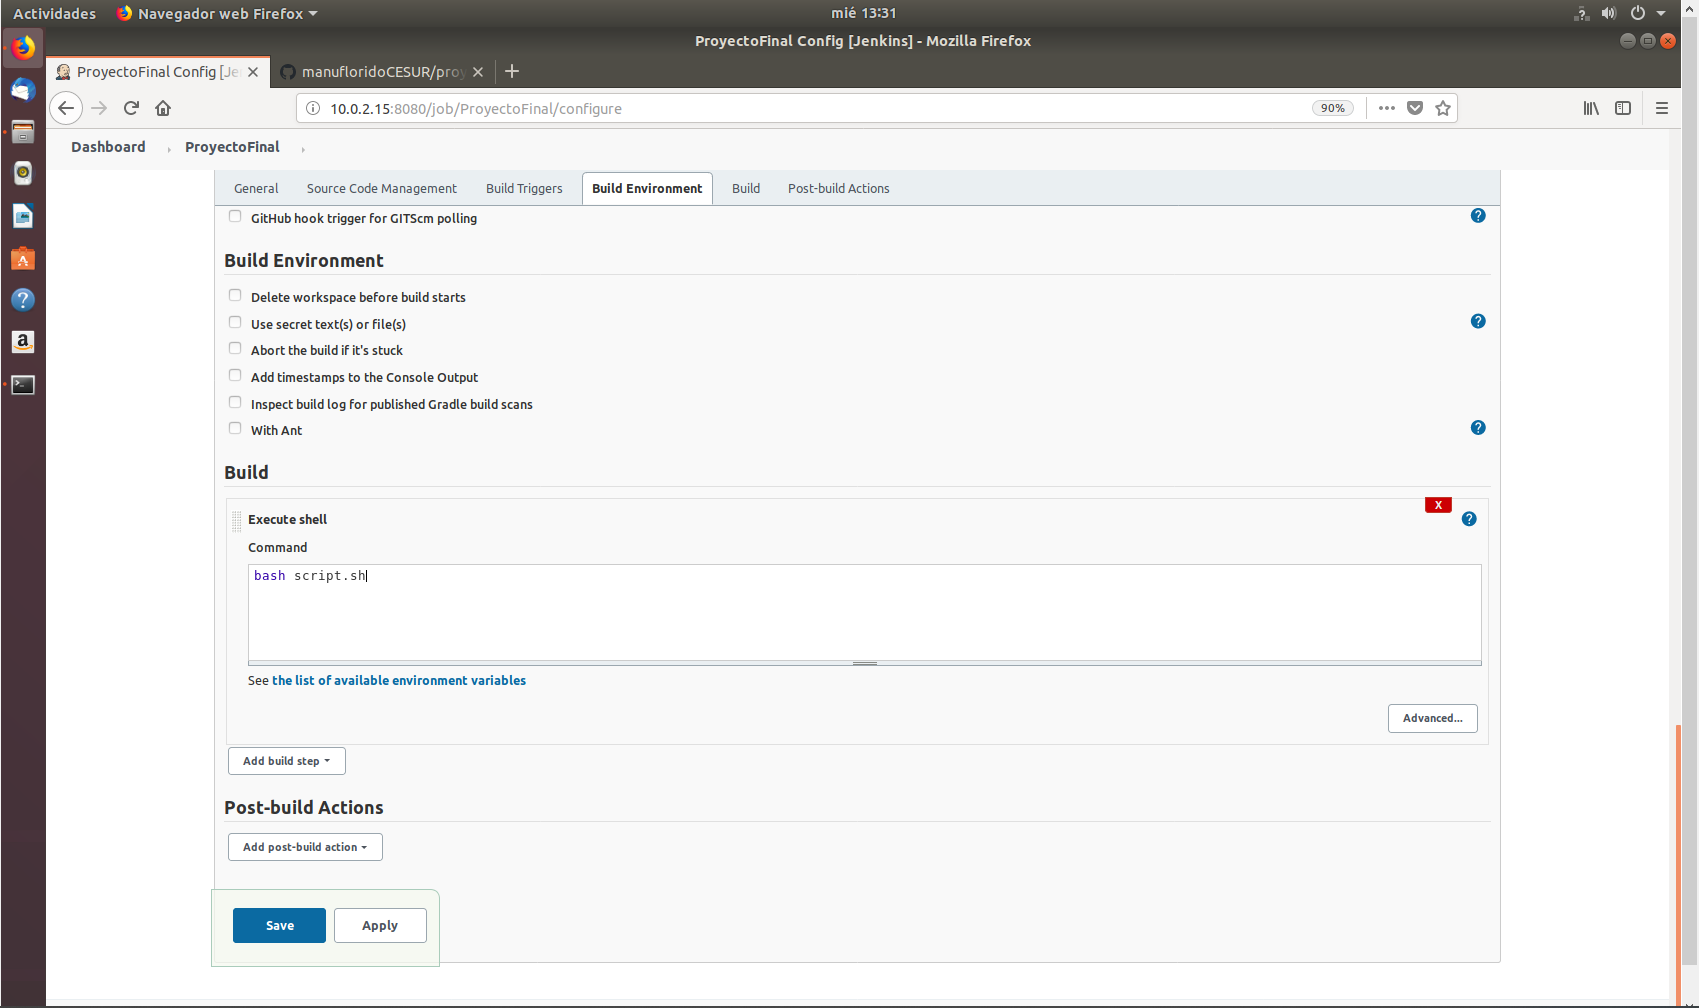 Actividades Navegador web Firefox mié 13:31
ProyectoFinal Config [Jenkins] - Mozilla Firefox
ProyectoFinal Config [Je manufloridoCESUR/proy
10.0.2.15:8080/job/ProyectoFinal/configure 90%
Dashboard ProyectoFinal
General Source Code Management Build Triggers Build Environment Build Post-build Actions
GitHub hook trigger for GITScm polling ?
Build Environment
Delete workspace before build starts
Use secret text(s) or file(s) ?
Abort the build if it's stuck
Add timestamps to the Console Output
Inspect build log for published Gradle build scans
With Ant ?
Build
X
Execute shell ?
Command
bash script.sh
See the list of available environment variables
Advanced...
Add build step
Post-build Actions
Add post-build action
Save Apply